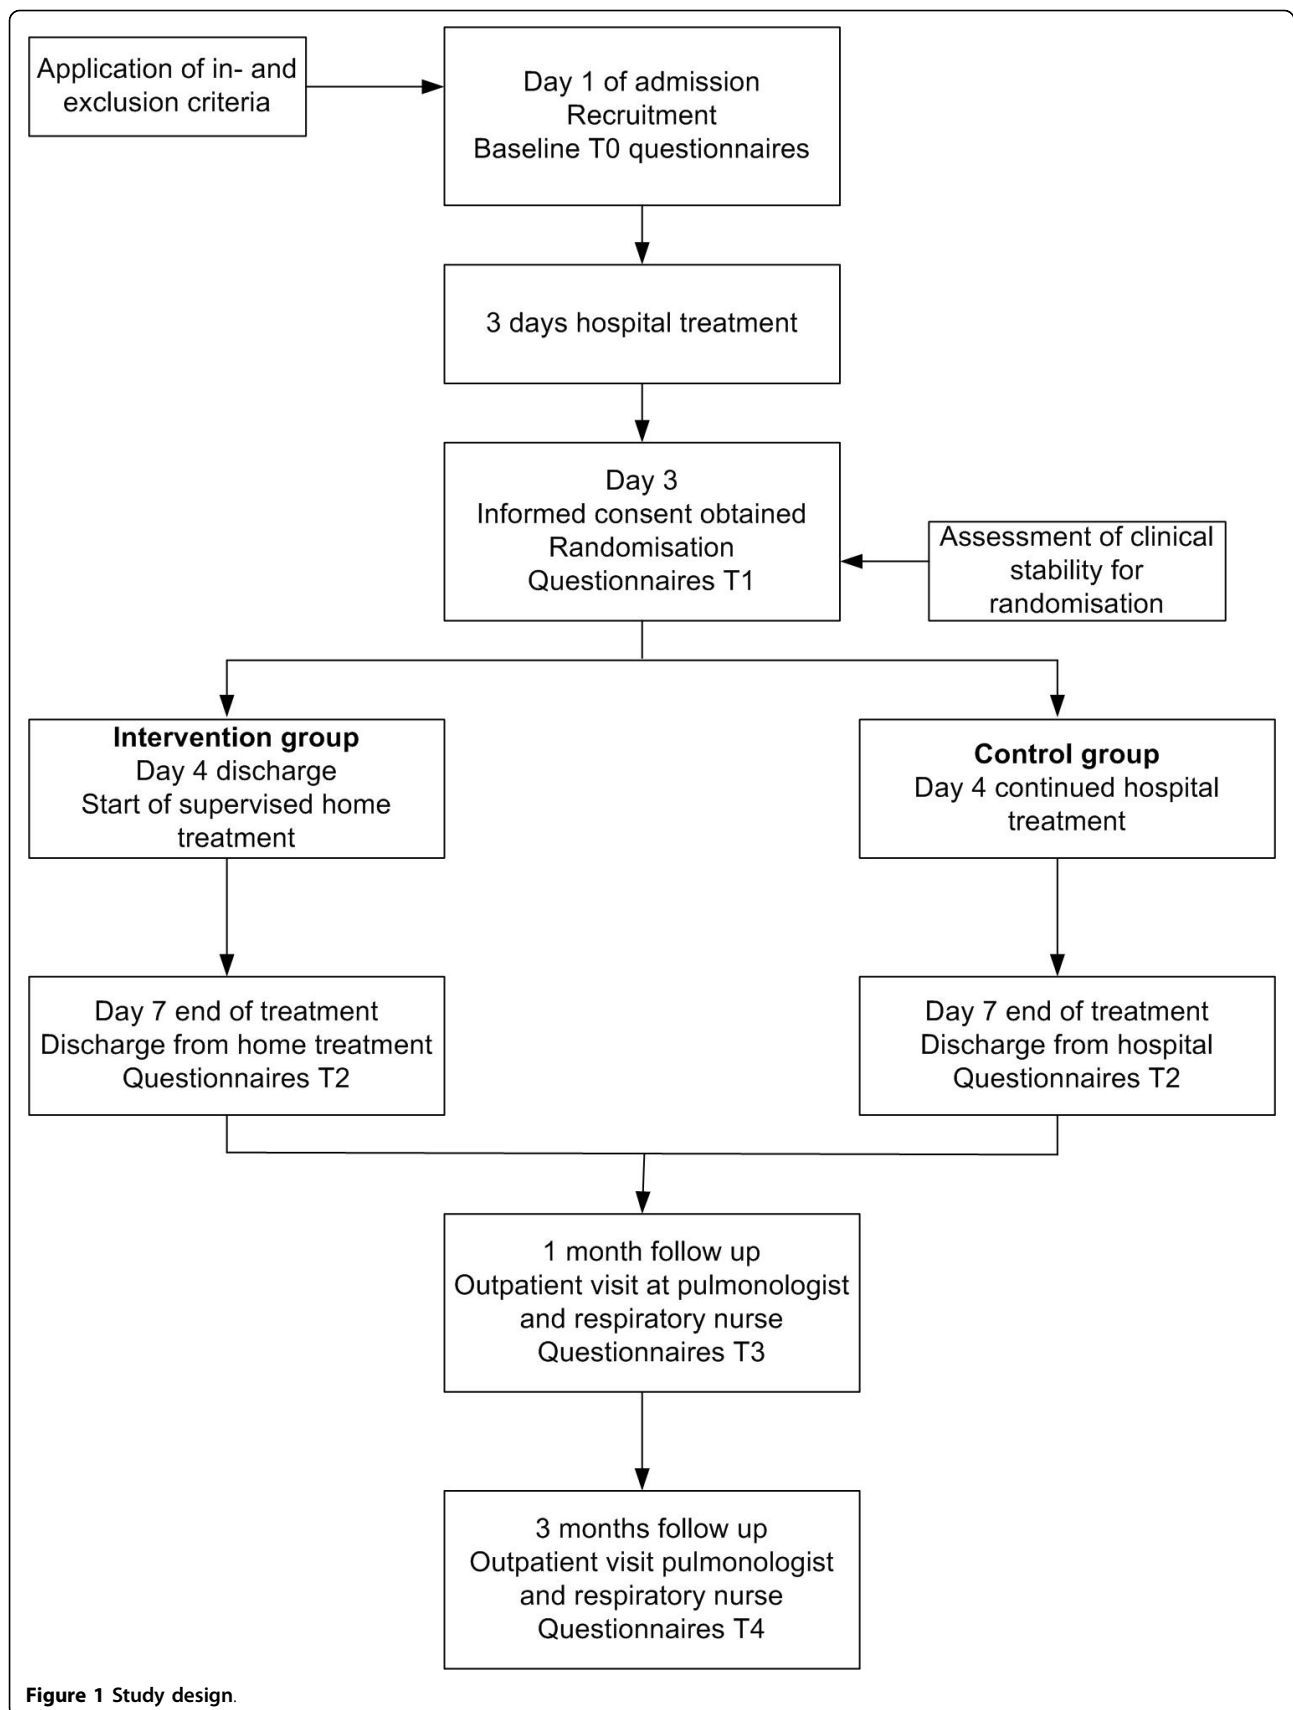 Application of in- and
exclusion criteria
Day 1 of admission
Recruitment
Baseline T0 questionnaires
3 days hospital treatment
Day 3
Informed consent obtained
Randomisation
Questionnaires T1
Assessment of clinical
stability for
randomisation
Intervention group
Day 4 discharge
Start of supervised home
treatment
Control group
Day 4 continued hospital
treatment
Day 7 end of treatment
Discharge from home treatment
Questionnaires T2
Day 7 end of treatment
Discharge from hospital
Questionnaires T2
1 month follow up
Outpatient visit at pulmonologist
and respiratory nurse
Questionnaires T3
3 months follow up
Outpatient visit pulmonologist
and respiratory nurse
Questionnaires T4
Figure 1 Study design.